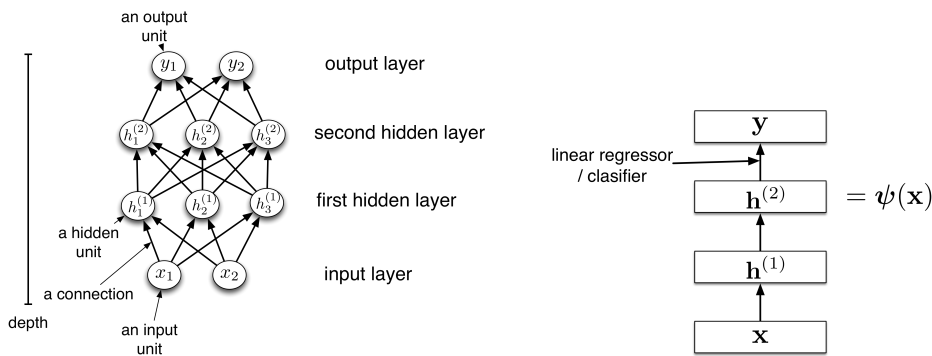 an output
unit
y₁ y₂ output layer
h₁⁽²⁾ h₂⁽²⁾ h₃⁽²⁾ second hidden layer
h₁⁽¹⁾ h₂⁽¹⁾ h₃⁽¹⁾ first hidden layer
a hidden
unit
x₁ x₂ input layer
a connection
depth
an input
unit
y
linear regressor
/ clasifier
h⁽²⁾ = ψ(x)
h⁽¹⁾
x